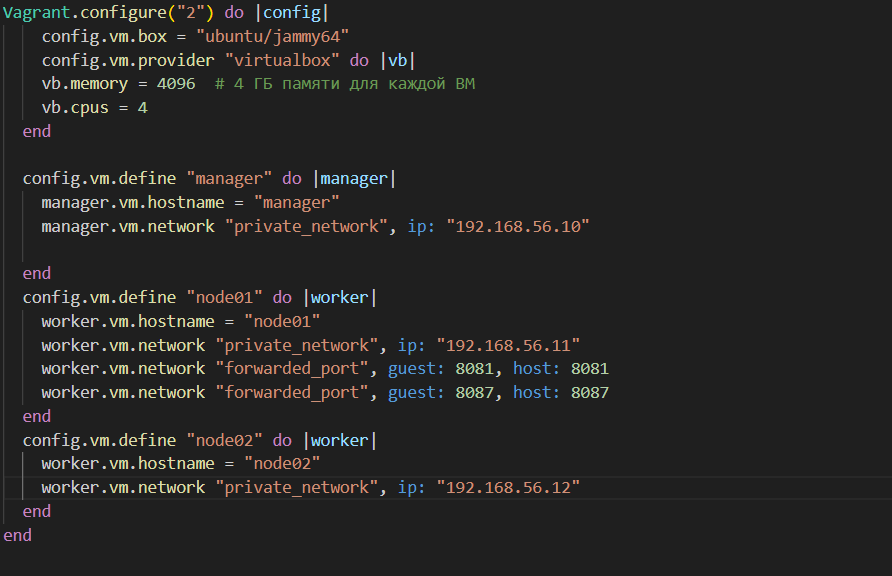 Vagrant.configure("2") do |config|
    config.vm.box = "ubuntu/jammy64"
    config.vm.provider "virtualbox" do |vb|
    vb.memory = 4096  # 4 ГБ памяти для каждой ВМ
    vb.cpus = 4
  end

  config.vm.define "manager" do |manager|
    manager.vm.hostname = "manager"
    manager.vm.network "private_network", ip: "192.168.56.10"

  end
  config.vm.define "node01" do |worker|
    worker.vm.hostname = "node01"
    worker.vm.network "private_network", ip: "192.168.56.11"
    worker.vm.network "forwarded_port", guest: 8081, host: 8081
    worker.vm.network "forwarded_port", guest: 8087, host: 8087
  end
  config.vm.define "node02" do |worker|
    worker.vm.hostname = "node02"
    worker.vm.network "private_network", ip: "192.168.56.12"
  end
end